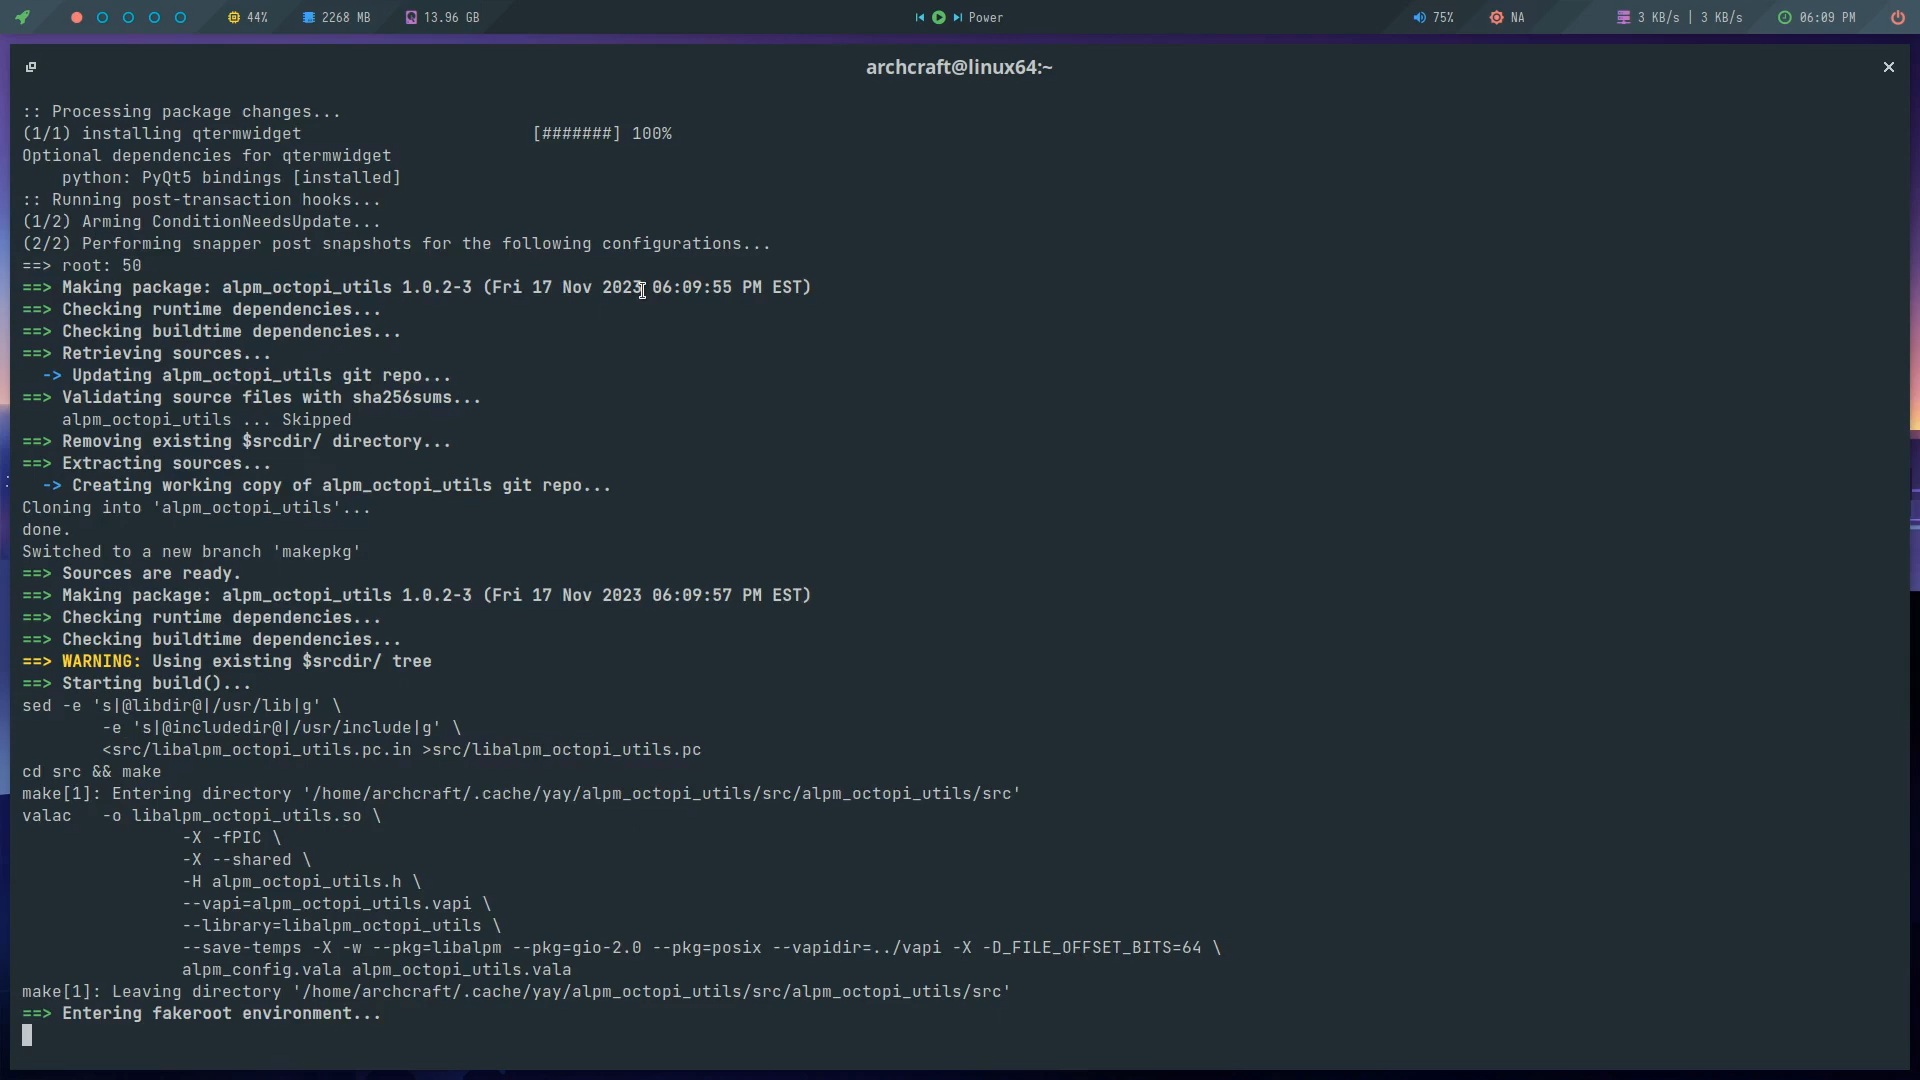 44% 2268 MB 13.96 GB Power 75% NA 3 KB/s | 3 KB/s 06:09 PM
archcraft@linux64:~
:: Processing package changes...
(1/1) installing qtermwidget [#######] 100%
Optional dependencies for qtermwidget
    python: PyQt5 bindings [installed]
:: Running post-transaction hooks...
(1/2) Arming ConditionNeedsUpdate...
(2/2) Performing snapper post snapshots for the following configurations...
==> root: 50
==> Making package: alpm_octopi_utils 1.0.2-3 (Fri 17 Nov 2023 06:09:55 PM EST)
==> Checking runtime dependencies...
==> Checking buildtime dependencies...
==> Retrieving sources...
  -> Updating alpm_octopi_utils git repo...
==> Validating source files with sha256sums...
    alpm_octopi_utils ... Skipped
==> Removing existing $srcdir/ directory...
==> Extracting sources...
  -> Creating working copy of alpm_octopi_utils git repo...
Cloning into 'alpm_octopi_utils'...
done.
Switched to a new branch 'makepkg'
==> Sources are ready.
==> Making package: alpm_octopi_utils 1.0.2-3 (Fri 17 Nov 2023 06:09:57 PM EST)
==> Checking runtime dependencies...
==> Checking buildtime dependencies...
==> WARNING: Using existing $srcdir/ tree
==> Starting build()...
sed -e 's|@libdir@|/usr/lib|g' \
        -e 's|@includedir@|/usr/include|g' \
        <src/libalpm_octopi_utils.pc.in >src/libalpm_octopi_utils.pc
cd src && make
make[1]: Entering directory '/home/archcraft/.cache/yay/alpm_octopi_utils/src/alpm_octopi_utils/src'
valac   -o libalpm_octopi_utils.so \
                -X -fPIC \
                -X --shared \
                -H alpm_octopi_utils.h \
                --vapi=alpm_octopi_utils.vapi \
                --library=libalpm_octopi_utils \
                --save-temps -X -w --pkg=libalpm --pkg=gio-2.0 --pkg=posix --vapidir=../vapi -X -D_FILE_OFFSET_BITS=64 \
                alpm_config.vala alpm_octopi_utils.vala
make[1]: Leaving directory '/home/archcraft/.cache/yay/alpm_octopi_utils/src/alpm_octopi_utils/src'
==> Entering fakeroot environment...